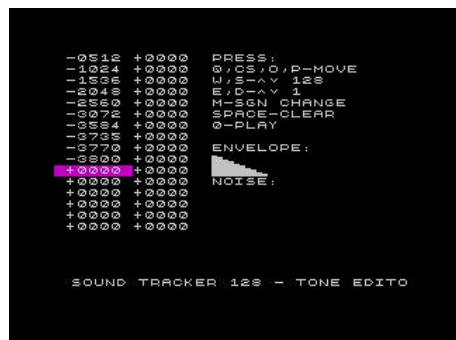 -0512 +0000 PRESS:
-1024 +0000 Q,CS,O,P-MOVE
-1536 +0000 W,S-^v 128
-2048 +0000 E,D-^v 1
-2560 +0000 M-SGN CHANGE
-3072 +0000 SPACE-CLEAR
-3584 +0000 0-PLAY
-3735 +0000
-3770 +0000 ENVELOPE:
-3800 +0000
+0000 +0000
+0000 +0000 NOISE:
+0000 +0000
+0000 +0000
+0000 +0000
+0000 +0000
SOUND TRACKER 128 - TONE EDITO